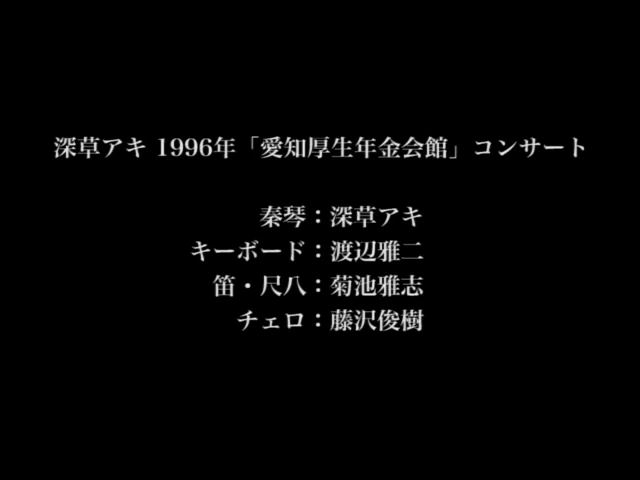 深草アキ 1996年「愛知厚生年金会館」コンサート
秦琴：深草アキ
キーボード：渡辺雅二
笛・尺八：菊池雅志
チェロ：藤沢俊樹